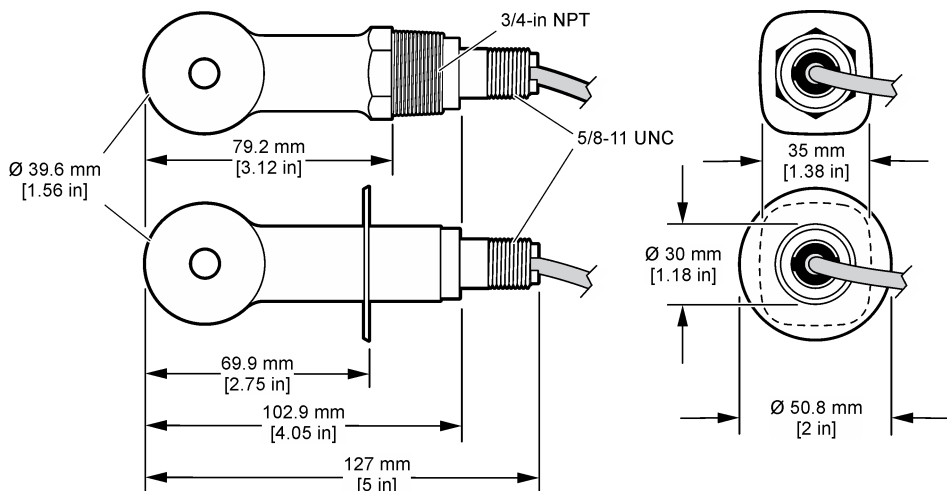 3/4-in NPT
79.2 mm
[3.12 in]
5/8-11 UNC
35 mm
[1.38 in]
Ø 39.6 mm
[1.56 in]
Ø 30 mm
[1.18 in]
69.9 mm
[2.75 in]
102.9 mm
[4.05 in]
Ø 50.8 mm
[2 in]
127 mm
[5 in]